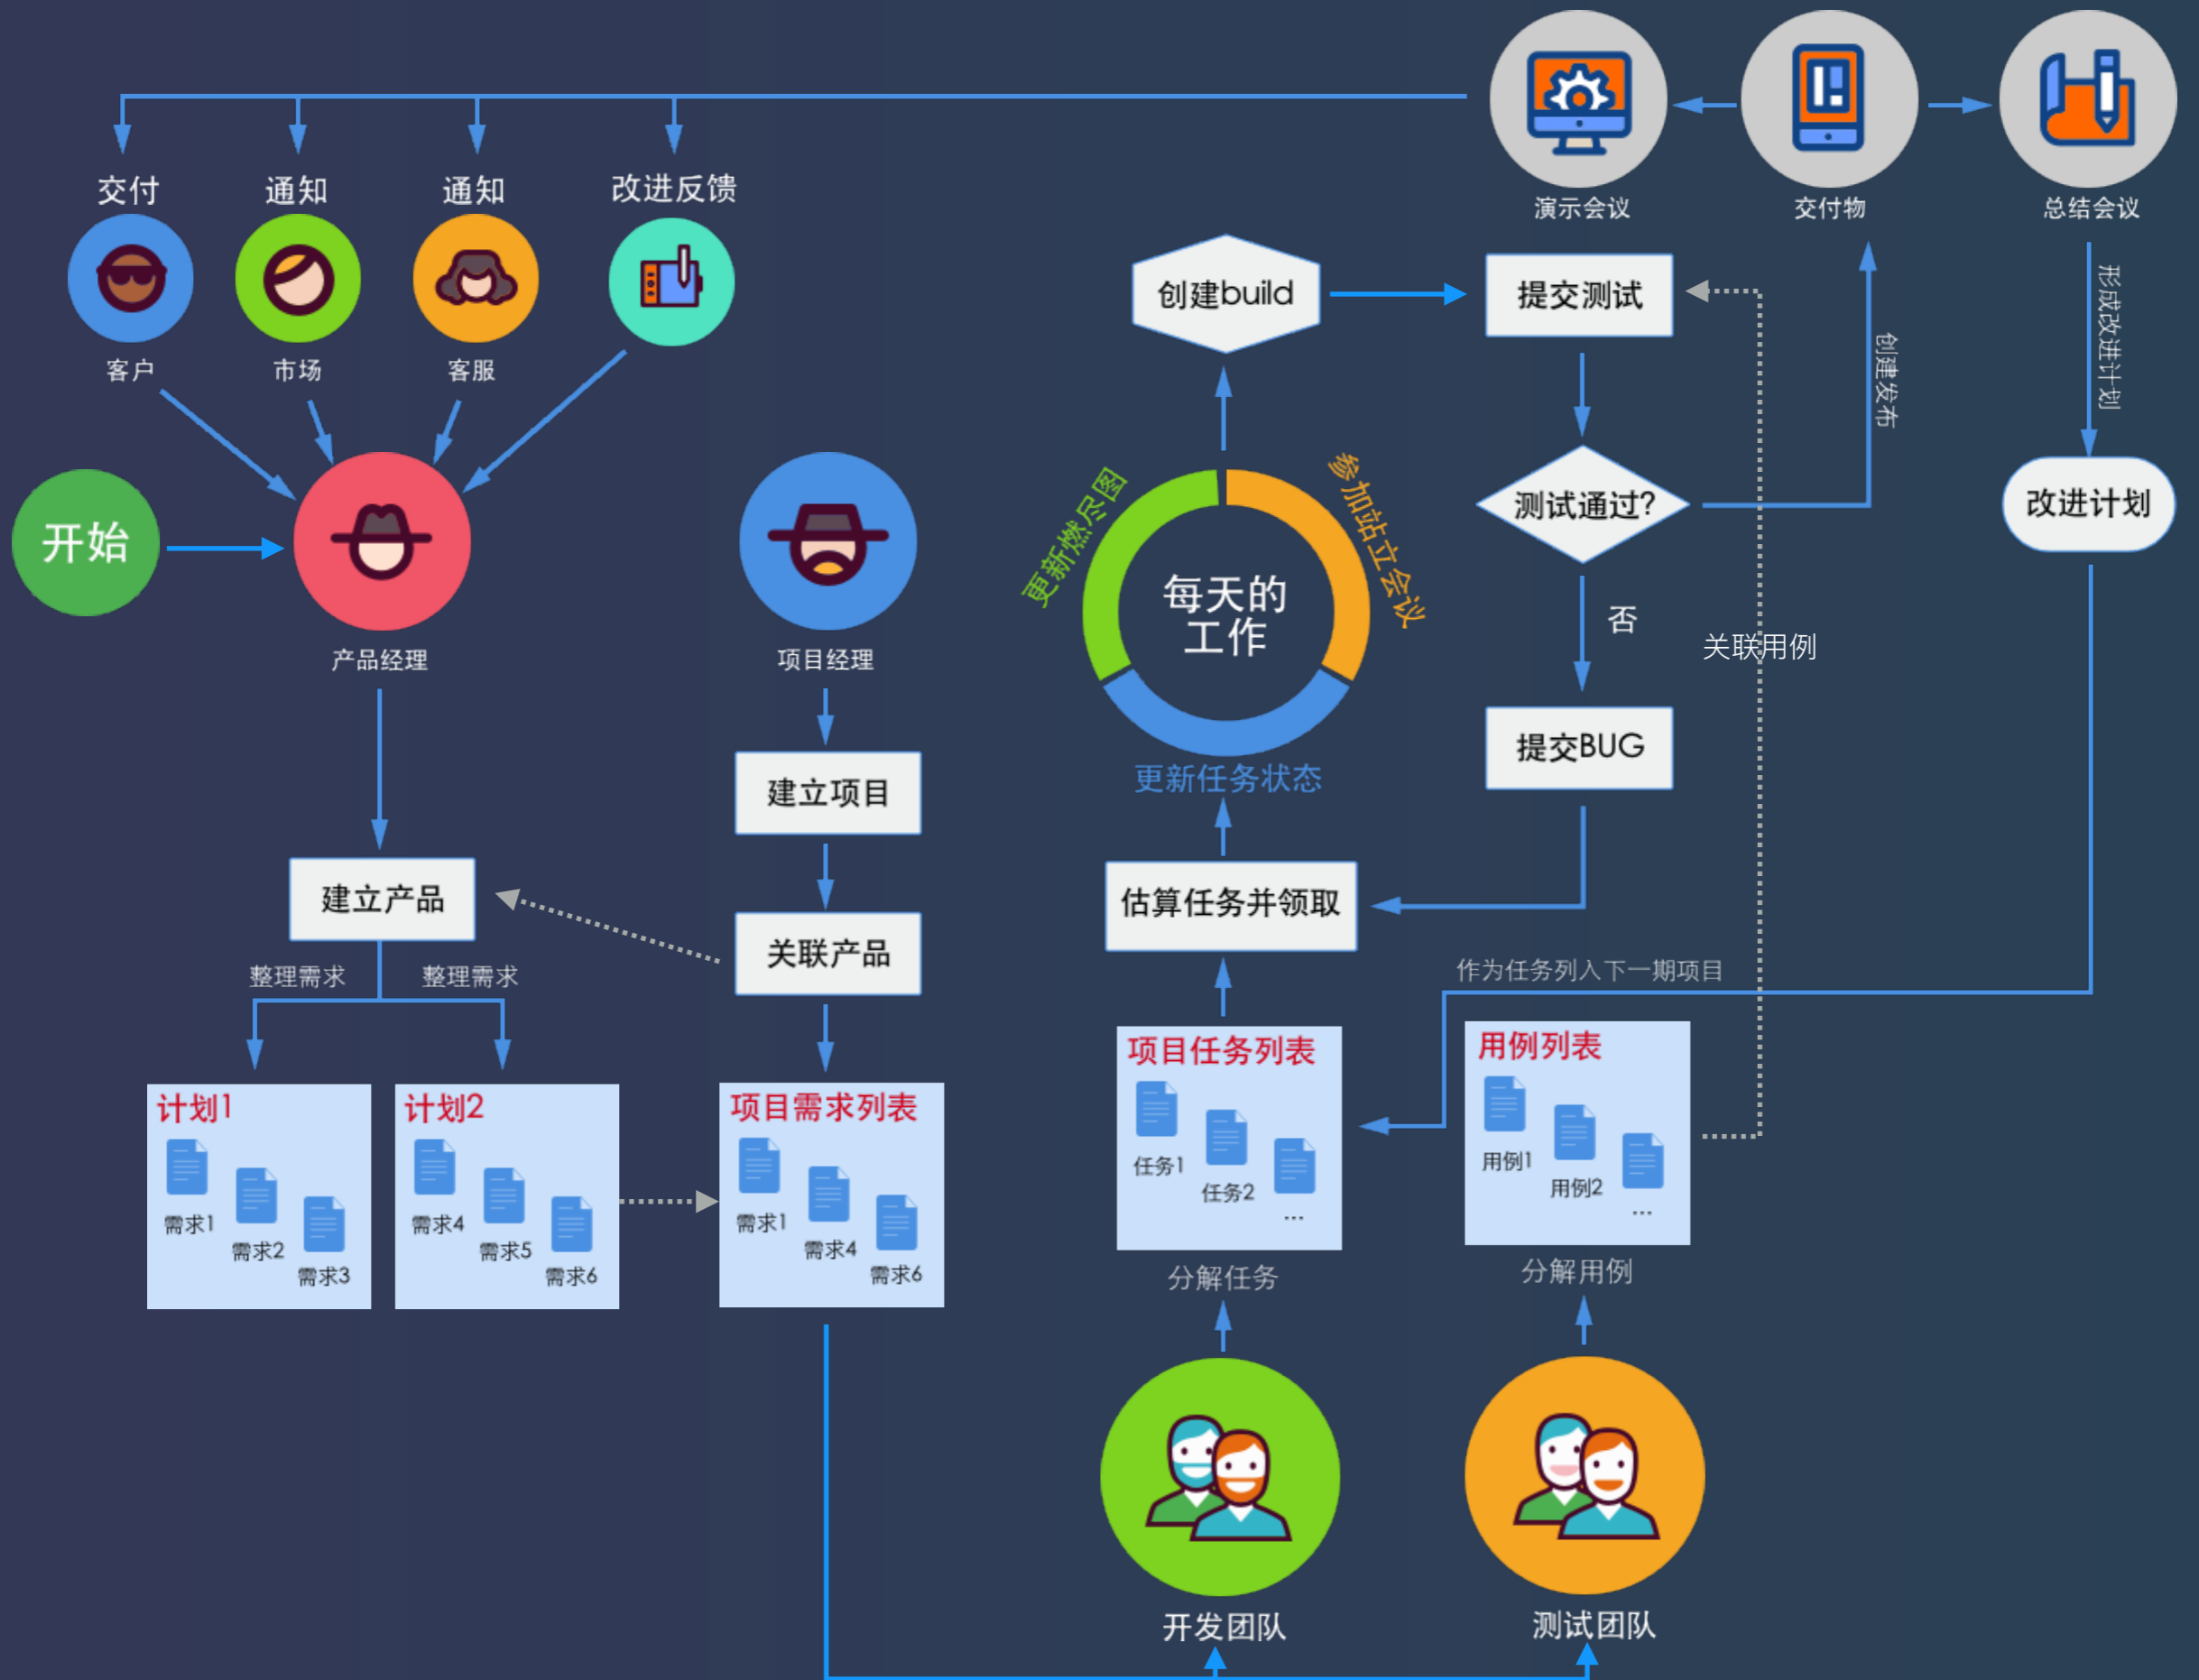 演示会议
交付物
总结会议
交付
通知
通知
改进反馈
客户
市场
客服
创建build
提交测试
形成改进计划
创建发布
开始
产品经理
项目经理
更新燃尽图
参加站立会议
每天的
工作
更新任务状态
测试通过?
改进计划
否
关联用例
提交BUG
建立项目
建立产品
关联产品
估算任务并领取
整理需求
整理需求
作为任务列入下一期项目
计划1
需求1
需求2
需求3
计划2
需求4
需求5
需求6
项目需求列表
需求1
需求4
需求6
项目任务列表
任务1
任务2
...
分解任务
用例列表
用例1
用例2
...
分解用例
开发团队
测试团队